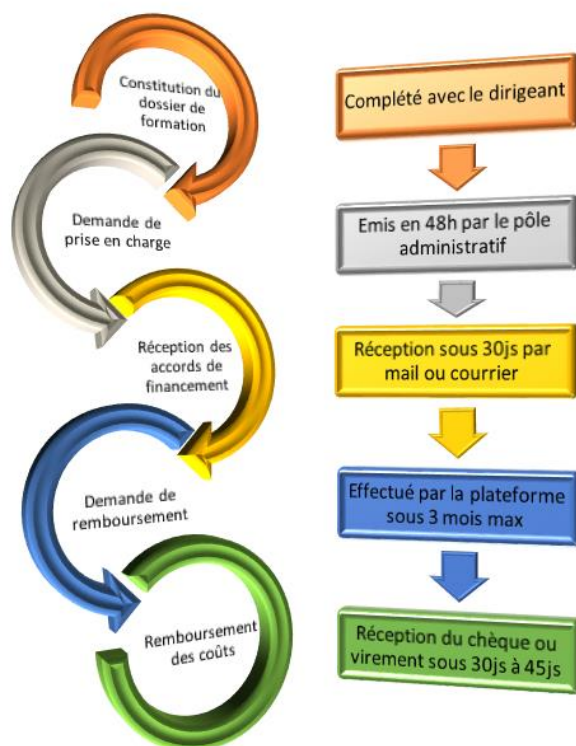 Constitution du
dossier de
formation
Complété avec le dirigeant
Demande de
prise en charge
Emis en 48h par le pôle
administratif
Réception des
accords de
financement
Réception sous 30js par
mail ou courrier
Demande de
remboursement
Effectué par la plateforme
sous 3 mois max
Remboursement
des coûts
Réception du chèque ou
virement sous 30js à 45js